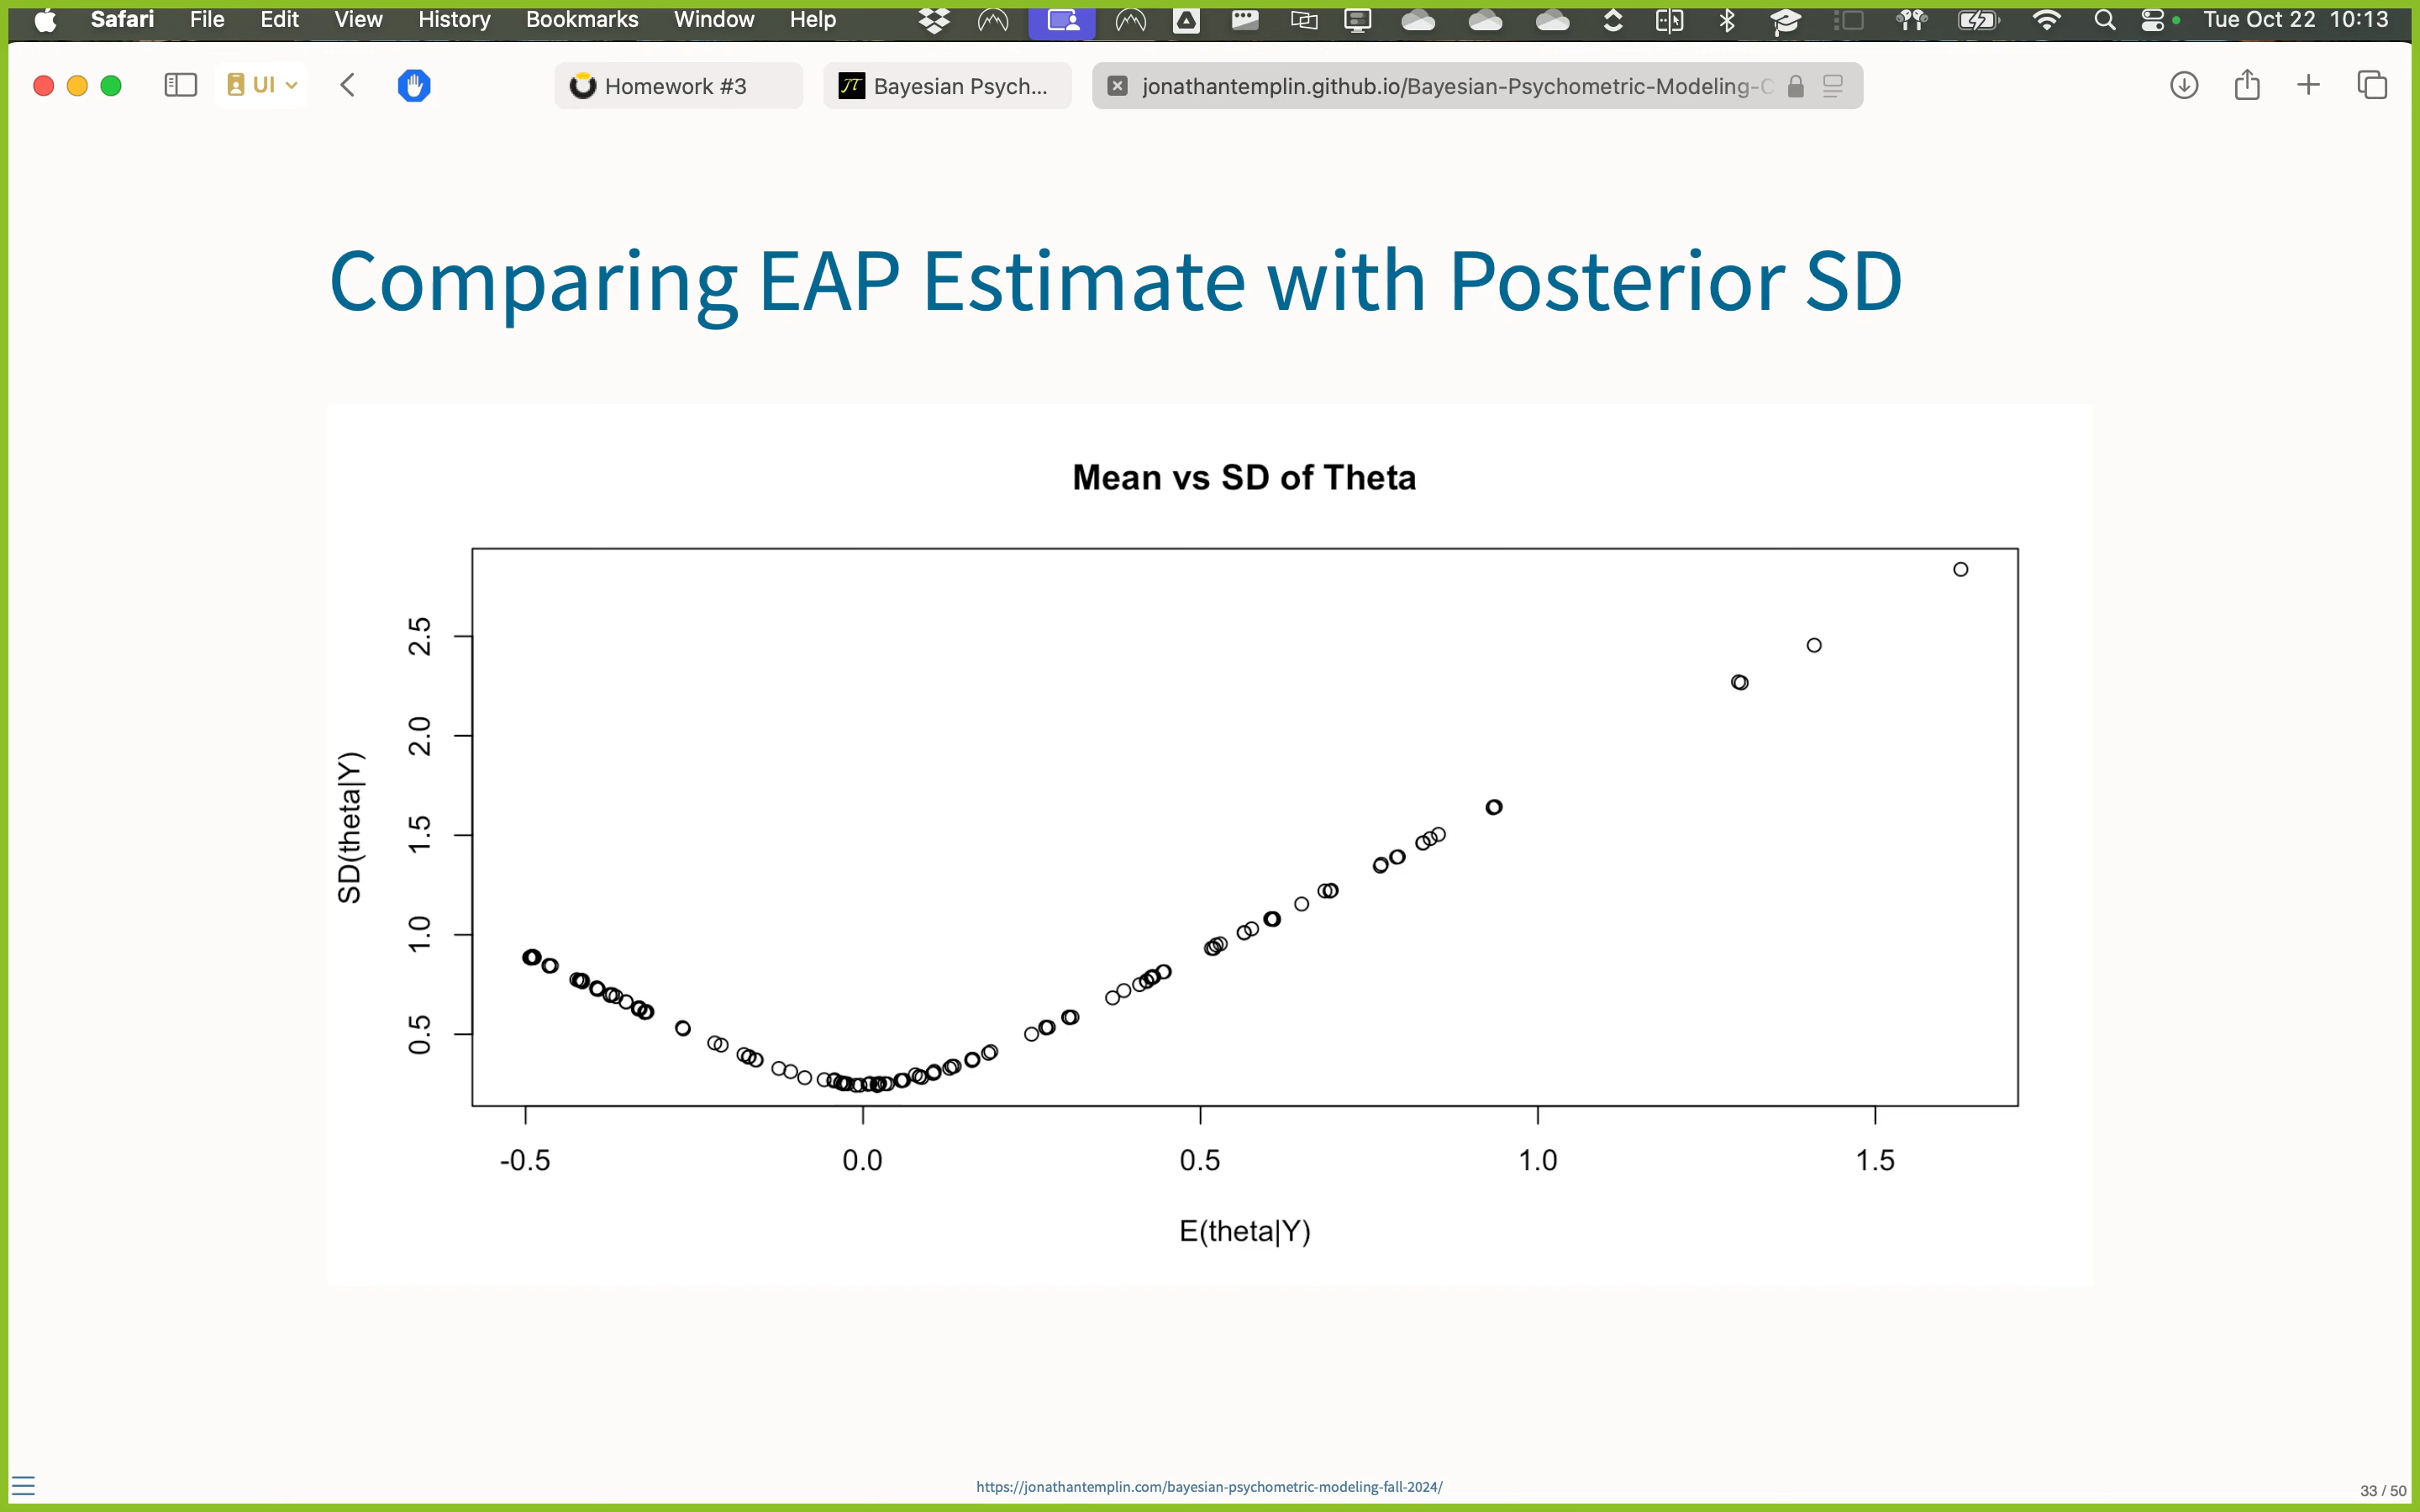 Safari File Edit View History Bookmarks Window Help Tue Oct 22 10:13
UI Homework #3 Bayesian Psych... jonathantemplin.github.io/Bayesian-Psychometric-Modeling-C
Comparing EAP Estimate with Posterior SD
Mean vs SD of Theta
SD(theta|Y)
2.5
2.0
1.5
1.0
0.5
-0.5 0.0 0.5 1.0 1.5
E(theta|Y)
https://jonathantemplin.com/bayesian-psychometric-modeling-fall-2024/
33 / 50